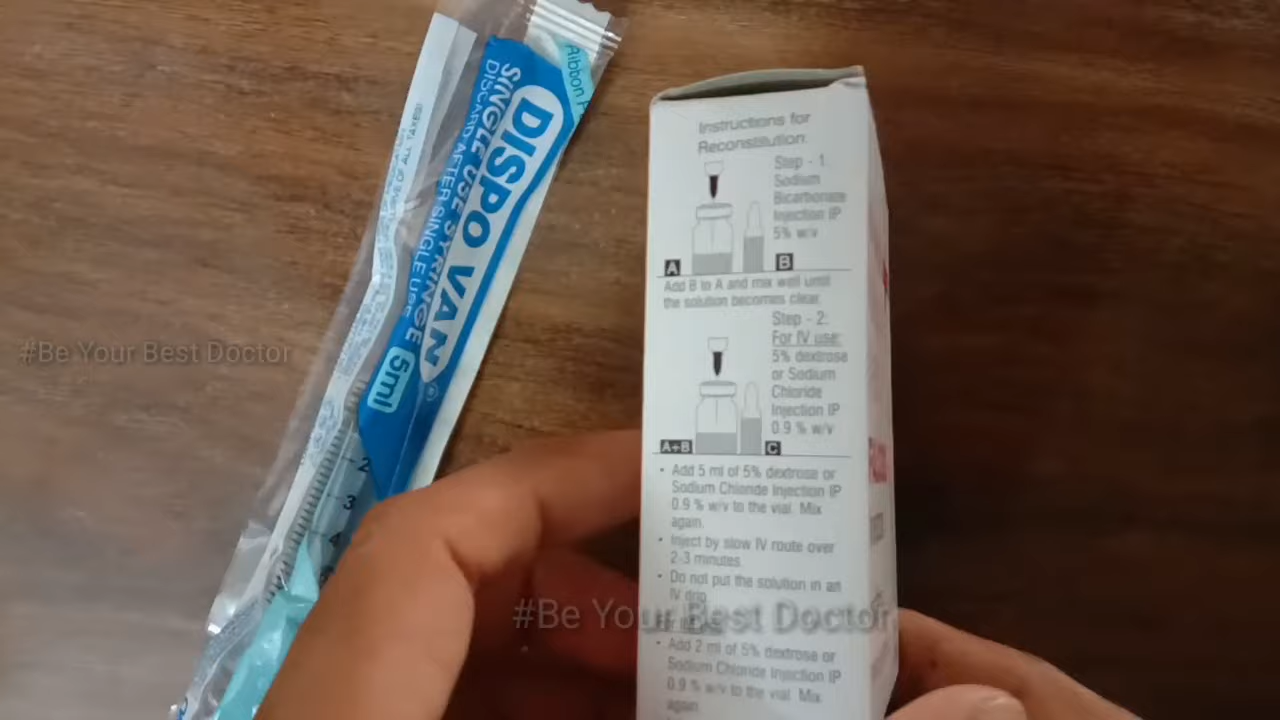 Ribbon P
DISPO VAN®
SINGLE USE SYRINGE 5ml
DISCARD AFTER SINGLE USE
OF ALL TAXES)
2
3
4
Instructions for
Reconstitution:
Step - 1:
Sodium
Bicarbonate
Injection IP
5% w/v
A
B
Add B to A and mix well until
the solution becomes clear.
Step - 2:
For IV use:
5% dextrose
or Sodium
Chloride
Injection IP
0.9 % w/v
A+B
C
• Add 5 ml of 5% dextrose or
Sodium Chloride Injection IP
0.9 % w/v to the vial. Mix
again.
• Inject by slow IV route over
2-3 minutes.
• Do not put the solution in an
IV drip.
• Add 2 ml of 5% dextrose or
Sodium Chloride Injection IP
0.9 % w/v to the vial. Mix
again
#Be Your Best Doctor
#Be Your Best Doctor